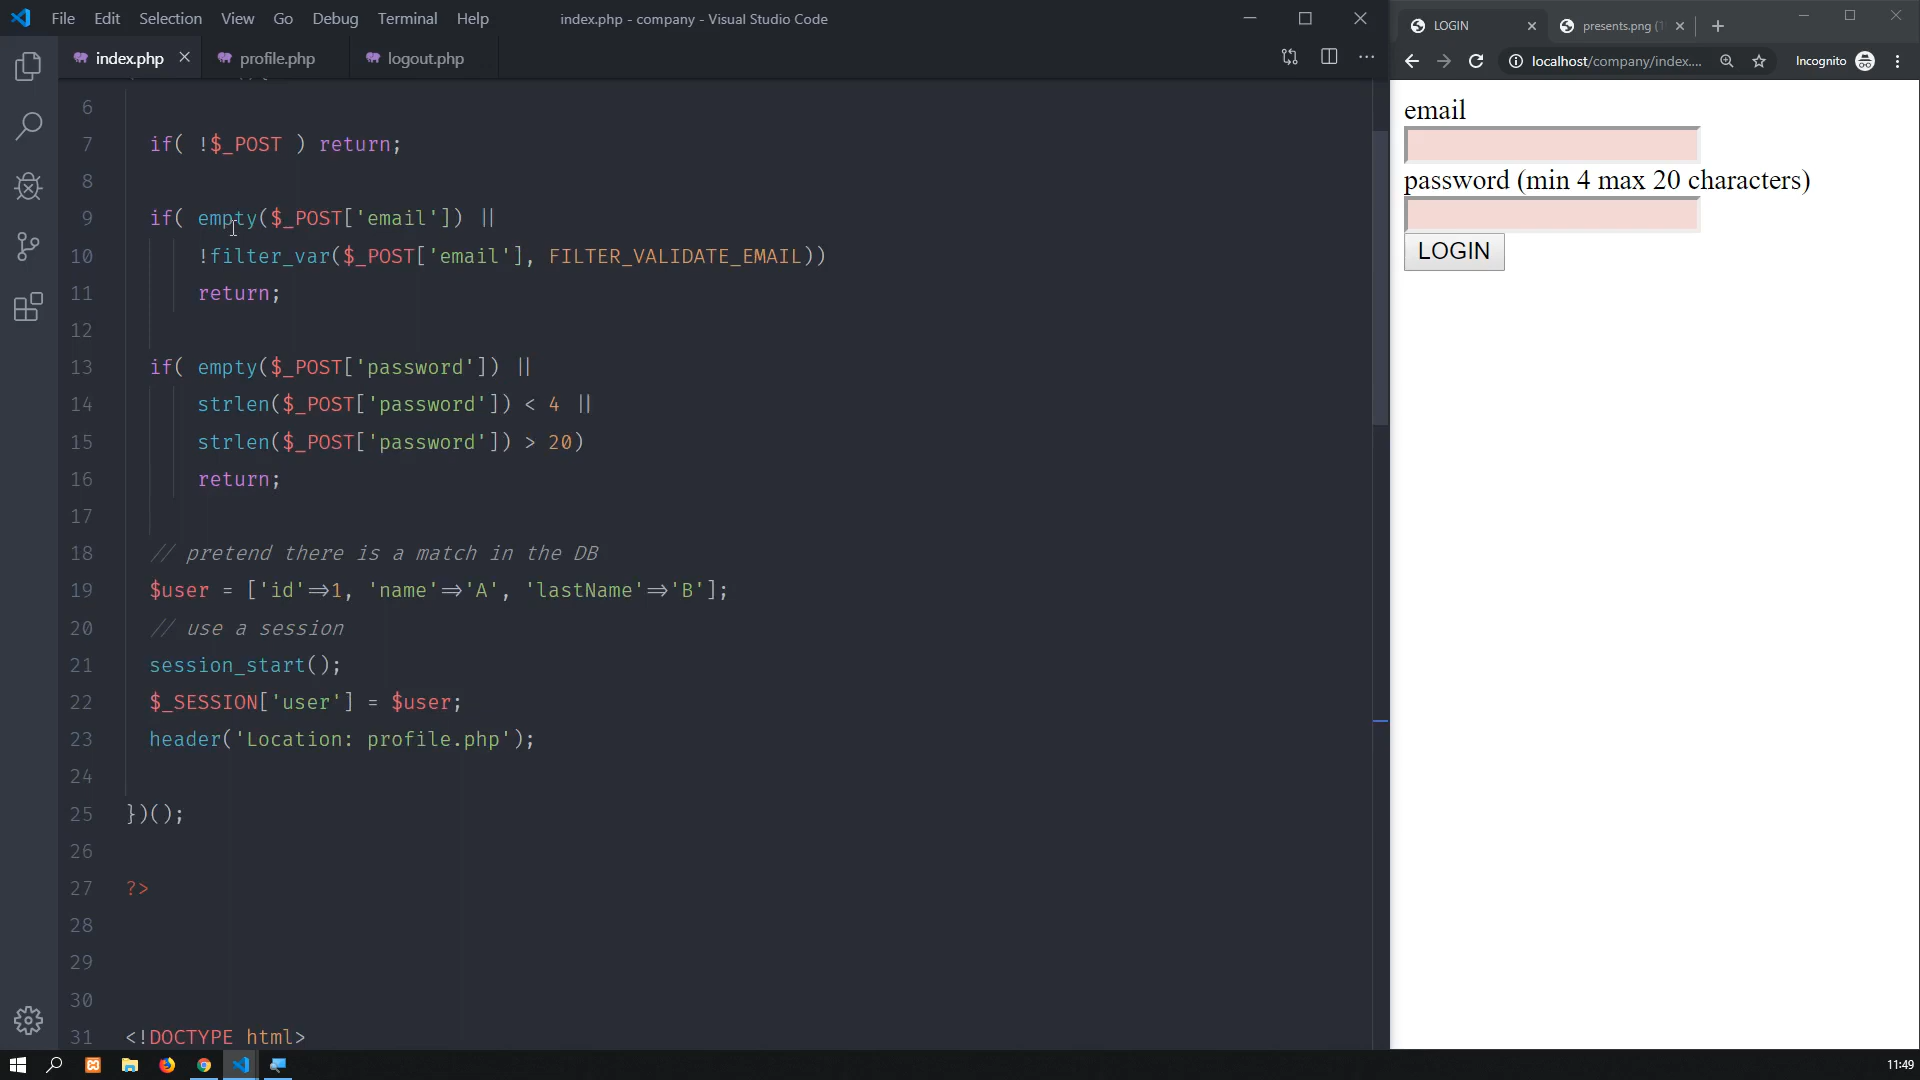 File Edit Selection View Go Debug Terminal Help
index.php - company - Visual Studio Code
index.php
profile.php
logout.php
6
7 if( !$_POST ) return;
8
9 if( empty($_POST['email']) ||
10 !filter_var($_POST['email'], FILTER_VALIDATE_EMAIL))
11 return;
12
13 if( empty($_POST['password']) ||
14 strlen($_POST['password']) < 4 ||
15 strlen($_POST['password']) > 20)
16 return;
17
18 // pretend there is a match in the DB
19 $user = ['id'=>1, 'name'=>'A', 'lastName'=>'B'];
20 // use a session
21 session_start();
22 $_SESSION['user'] = $user;
23 header('Location: profile.php');
24
25 })();
26
27 ?>
28
29
30
31 <!DOCTYPE html>
LOGIN
presents.png (1
localhost/company/index....
Incognito
email
password (min 4 max 20 characters)
LOGIN
11:49